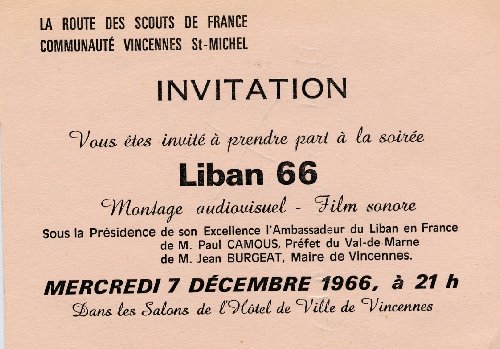 LA ROUTE DES SCOUTS DE FRANCE
COMMUNAUTÉ VINCENNES St-MICHEL
INVITATION
Vous êtes invité à prendre part à la soirée
Liban 66
Montage audiovisuel - Film sonore
Sous la Présidence de son Excellence l'Ambassadeur du Liban en France
de M. Paul CAMOUS, Préfet du Val-de Marne
de M. Jean BURGEAT, Maire de Vincennes.
MERCREDI 7 DÉCEMBRE 1966, à 21 h
Dans les Salons de l'Hôtel de Ville de Vincennes